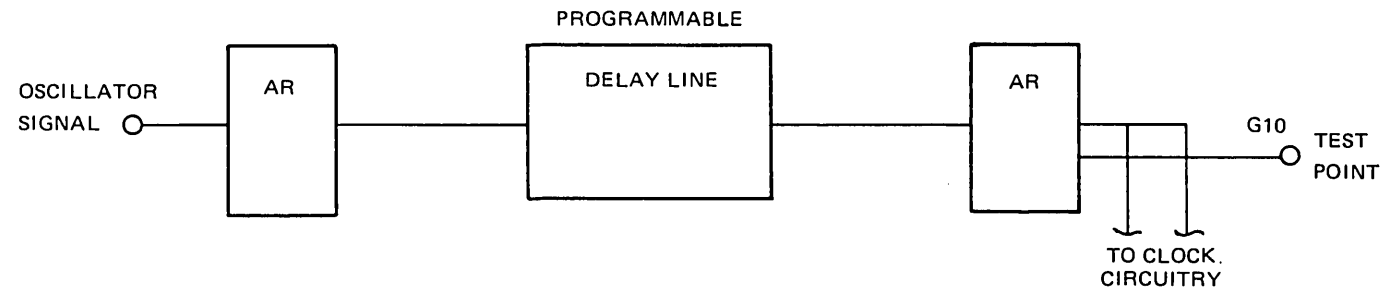 PROGRAMMABLE
OSCILLATOR
SIGNAL
AR
DELAY LINE
AR
G10
TEST
POINT
TO CLOCK.
CIRCUITRY